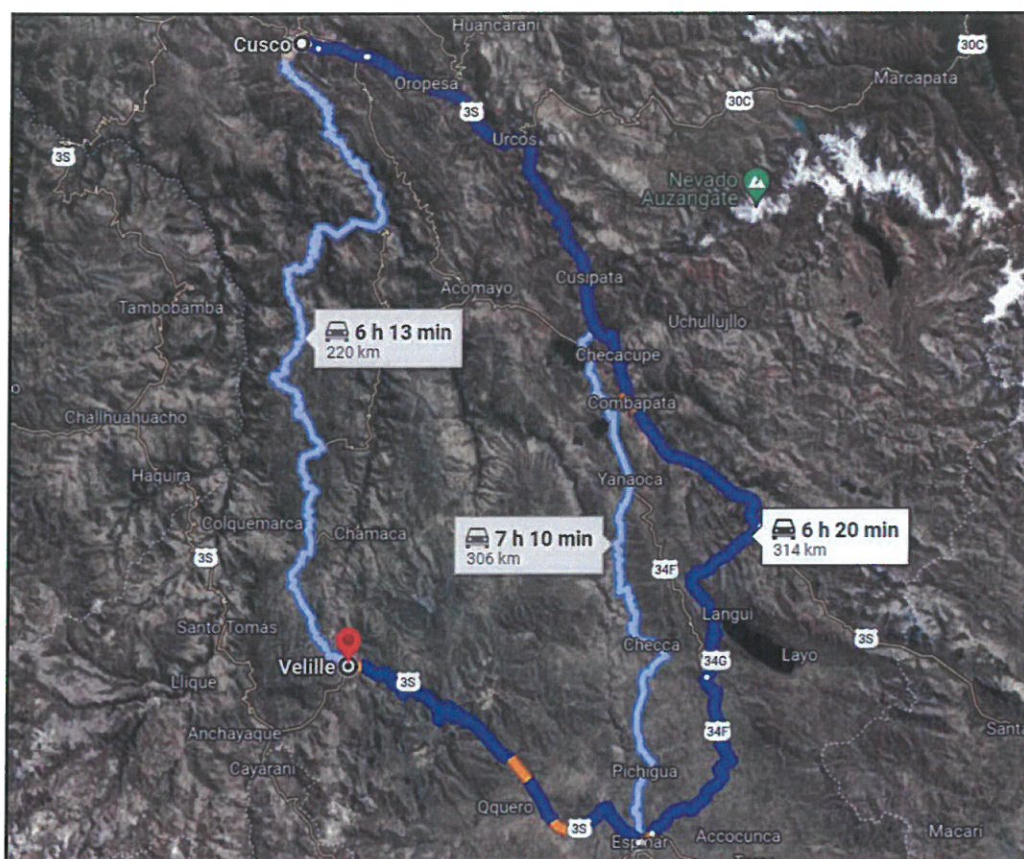 Huancarani
Cusco
30C
Marcapata
Oropesa
30C
3S
Urcos
3S
Nevado
Auzangate
Cusipata
Acomayo
Tambobamba
Uchullujllo
6 h 13 min
220 km
Checacupe
Combapata
Challhuahuacho
Haquira
Yanaoca
Colquemarca
Chamaca
7 h 10 min
306 km
6 h 20 min
314 km
3S
34F
Langui
Santo Tomás
3S
Checca
Layo
34G
Velille
3S
Llique
Santa
Anchayaque
34F
Cayarani
Pichigua
Qquero
3S
Espinar
Accocunca
Macari